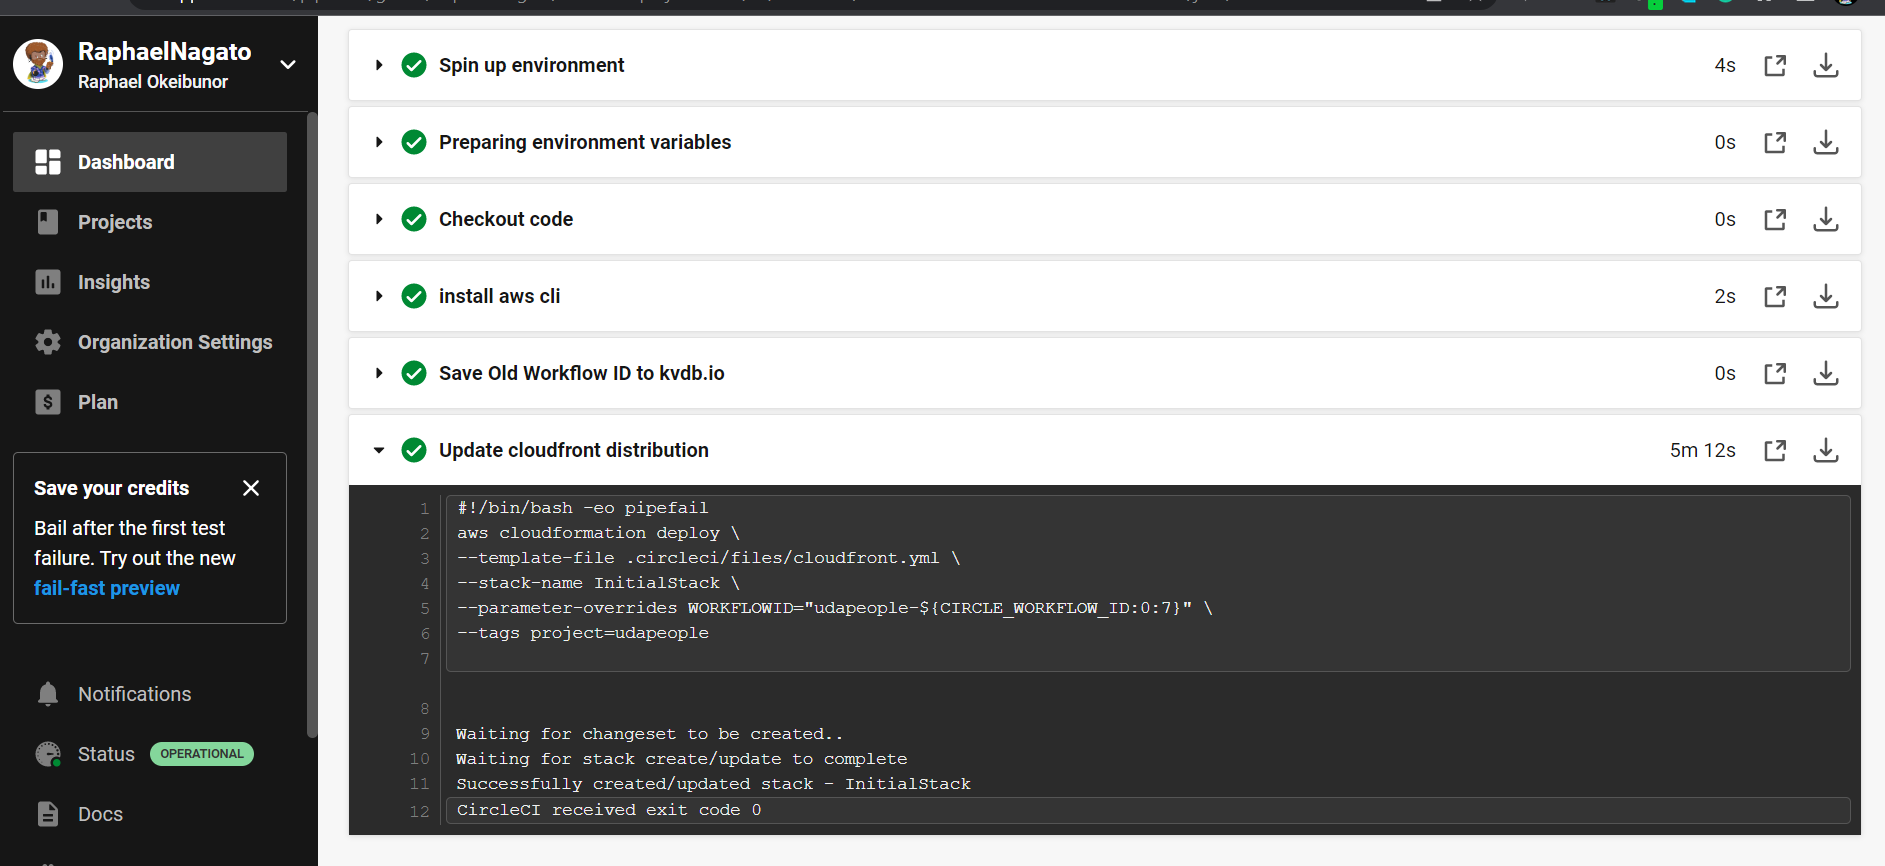 RaphaelNagato
Raphael Okeibunor
Dashboard
Projects
Insights
Organization Settings
Plan
Save your credits
Bail after the first test
failure. Try out the new
fail-fast preview
Notifications
Status OPERATIONAL
Docs
Spin up environment 4s
Preparing environment variables 0s
Checkout code 0s
install aws cli 2s
Save Old Workflow ID to kvdb.io 0s
Update cloudfront distribution 5m 12s
1 #!/bin/bash -eo pipefail
2 aws cloudformation deploy \
3 --template-file .circleci/files/cloudfront.yml \
4 --stack-name InitialStack \
5 --parameter-overrides WORKFLOWID="udapeople-${CIRCLE_WORKFLOW_ID:0:7}" \
6 --tags project=udapeople
7
8
9 Waiting for changeset to be created..
10 Waiting for stack create/update to complete
11 Successfully created/updated stack - InitialStack
12 CircleCI received exit code 0